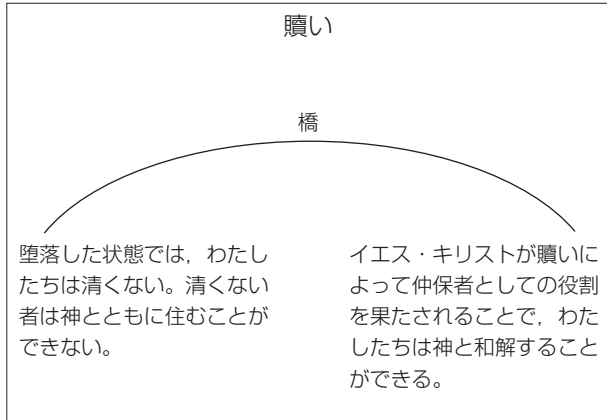 贖い
橋
堕落した状態では，わたし
たちは清くない。清くない
者は神とともに住むことが
できない。
イエス・キリストが贖いに
よって仲保者としての役割
を果たされることで，わた
したちは神と和解すること
ができる。